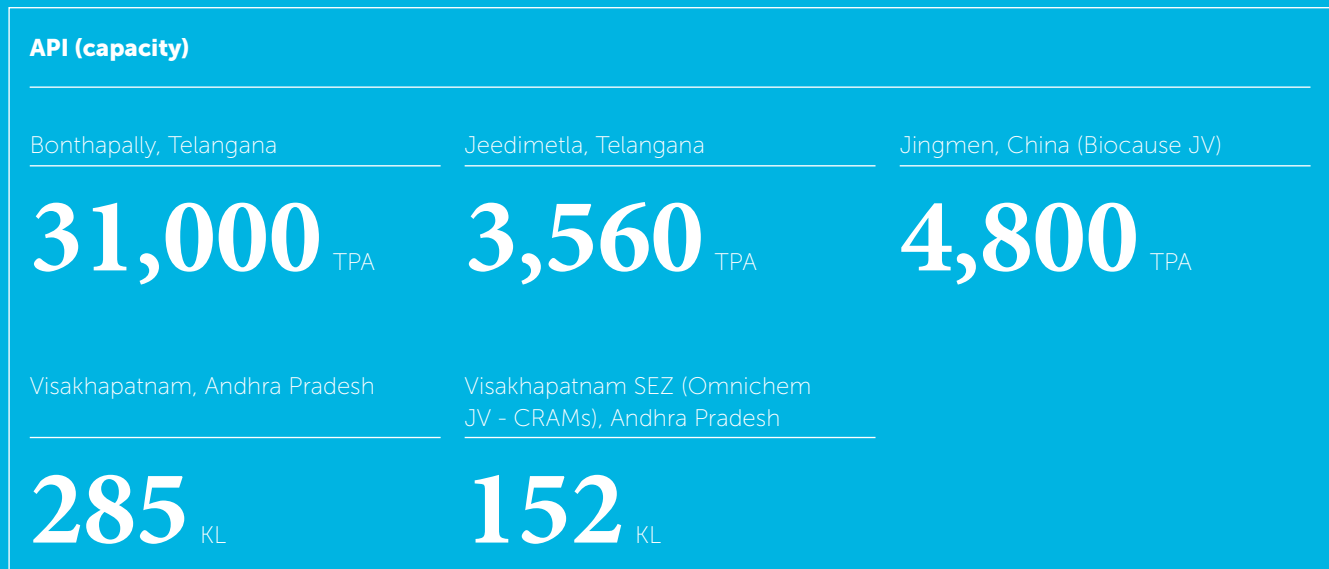 API (capacity)
Bonthapally, Telangana
31,000 TPA
Jeedimetla, Telangana
3,560 TPA
Jingmen, China (Biocause JV)
4,800 TPA
Visakhapatnam, Andhra Pradesh
285 KL
Visakhapatnam SEZ (Omnichem
JV - CRAMs), Andhra Pradesh
152 KL